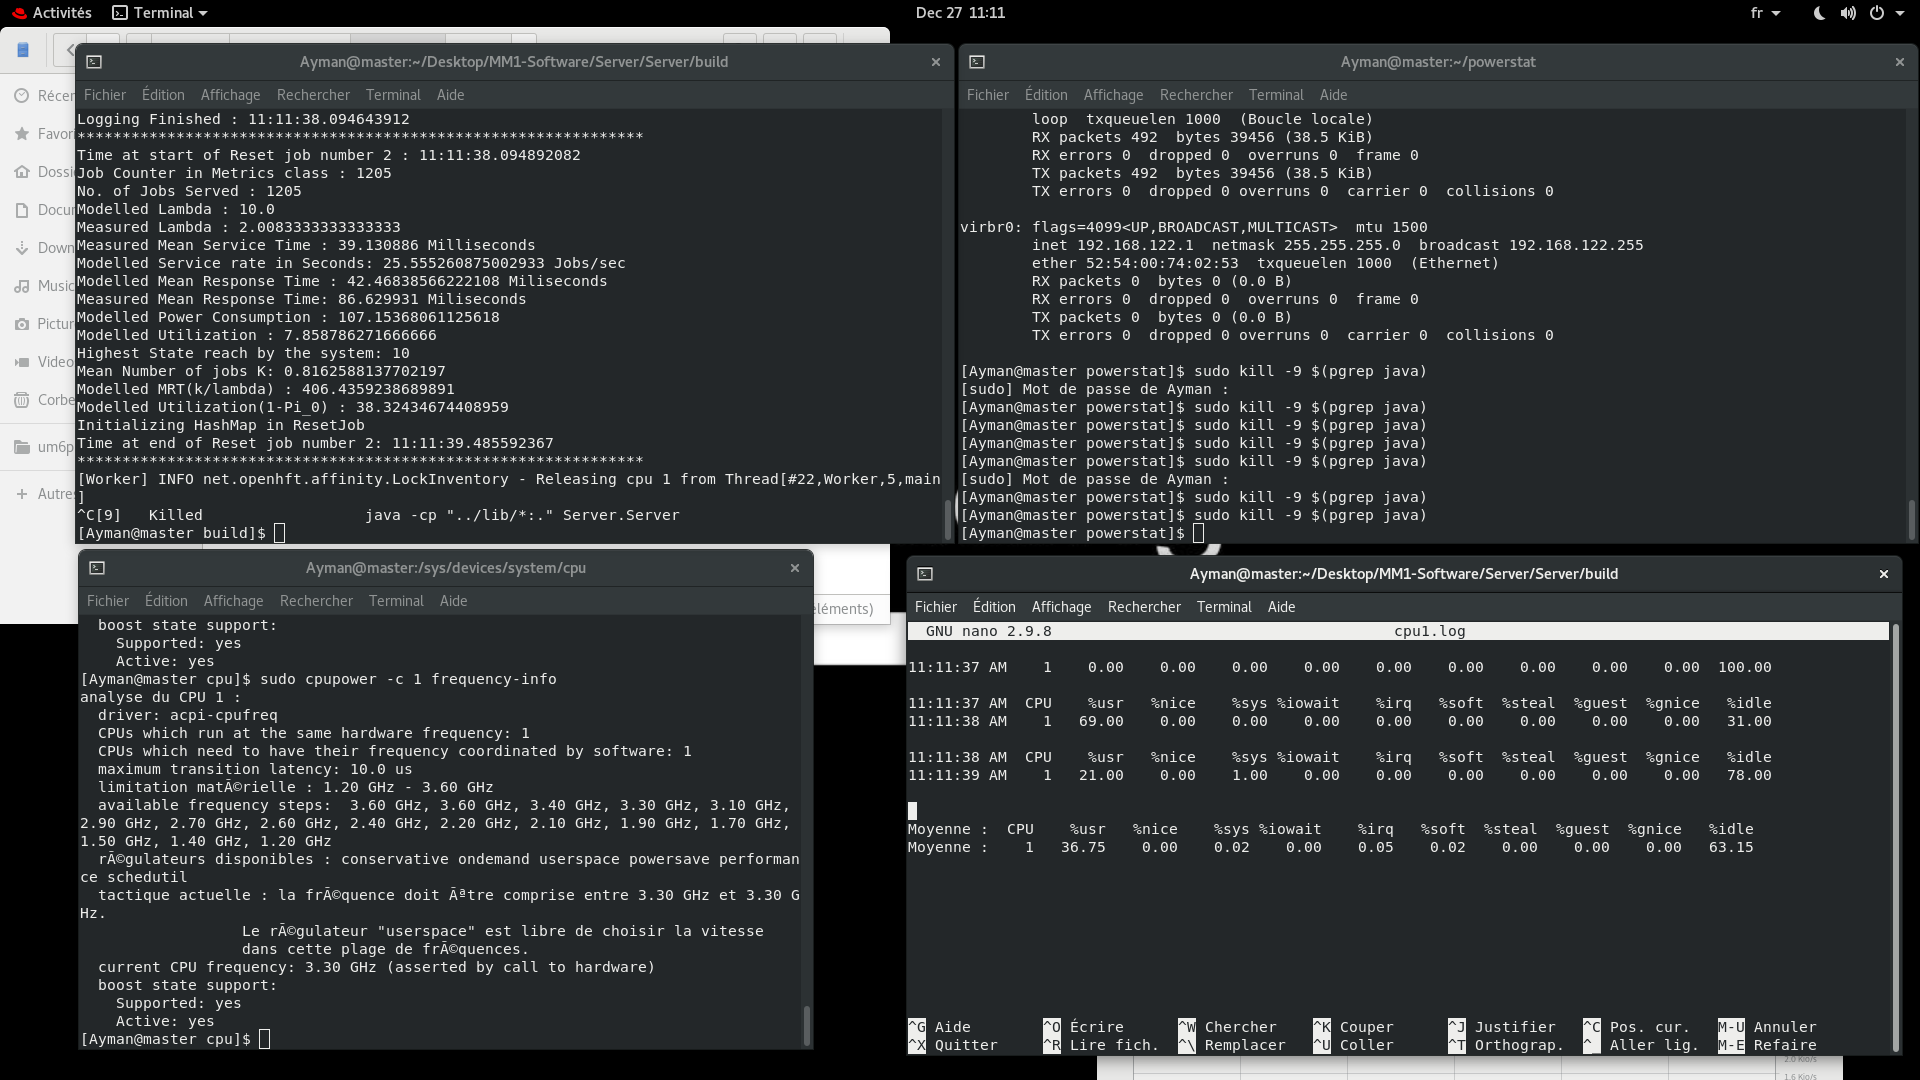 Activités
Terminal
Dec 27 11:11
fr
Récen
Favori
Dossi
Docur
Down
Music
Pictur
Video
Corbe
um6p
Autres
Ayman@master:~/Desktop/MM1-Software/Server/Server/build
Fichier Édition Affichage Rechercher Terminal Aide
Logging Finished : 11:11:38.094643912
***************************************************************
Time at start of Reset job number 2 : 11:11:38.094892082
Job Counter in Metrics class : 1205
No. of Jobs Served : 1205
Modelled Lambda : 10.0
Measured Lambda : 2.0083333333333333
Measured Mean Service Time : 39.130886 Milliseconds
Modelled Service rate in Seconds: 25.555260875002933 Jobs/sec
Modelled Mean Response Time : 42.46838566222108 Miliseconds
Measured Mean Response Time: 86.629931 Miliseconds
Modelled Power Consumption : 107.15368061125618
Modelled Utilization : 7.858786271666666
Highest State reach by the system: 10
Mean Number of jobs K: 0.8162588137702197
Modelled MRT(k/lambda) : 406.4359238689891
Modelled Utilization(1-Pi_0) : 38.32434674408959
Initializing HashMap in ResetJob
Time at end of Reset job number 2: 11:11:39.485592367
***************************************************************
[Worker] INFO net.openhft.affinity.LockInventory - Releasing cpu 1 from Thread[#22,Worker,5,main
]
^C[9]   Killed                  java -cp "../lib/*:." Server.Server
[Ayman@master build]$
Ayman@master:~/powerstat
Fichier Édition Affichage Rechercher Terminal Aide
loop  txqueuelen 1000  (Boucle locale)
RX packets 492  bytes 39456 (38.5 KiB)
RX errors 0  dropped 0  overruns 0  frame 0
TX packets 492  bytes 39456 (38.5 KiB)
TX errors 0  dropped 0 overruns 0  carrier 0  collisions 0
virbr0: flags=4099<UP,BROADCAST,MULTICAST>  mtu 1500
inet 192.168.122.1  netmask 255.255.255.0  broadcast 192.168.122.255
ether 52:54:00:74:02:53  txqueuelen 1000  (Ethernet)
RX packets 0  bytes 0 (0.0 B)
RX errors 0  dropped 0  overruns 0  frame 0
TX packets 0  bytes 0 (0.0 B)
TX errors 0  dropped 0 overruns 0  carrier 0  collisions 0
[Ayman@master powerstat]$ sudo kill -9 $(pgrep java)
[sudo] Mot de passe de Ayman :
[Ayman@master powerstat]$ sudo kill -9 $(pgrep java)
[Ayman@master powerstat]$ sudo kill -9 $(pgrep java)
[Ayman@master powerstat]$ sudo kill -9 $(pgrep java)
[Ayman@master powerstat]$ sudo kill -9 $(pgrep java)
[sudo] Mot de passe de Ayman :
[Ayman@master powerstat]$ sudo kill -9 $(pgrep java)
[Ayman@master powerstat]$ sudo kill -9 $(pgrep java)
[Ayman@master powerstat]$
Ayman@master:/sys/devices/system/cpu
Fichier Édition Affichage Rechercher Terminal Aide
boost state support:
Supported: yes
Active: yes
[Ayman@master cpu]$ sudo cpupower -c 1 frequency-info
analyse du CPU 1 :
driver: acpi-cpufreq
CPUs which run at the same hardware frequency: 1
CPUs which need to have their frequency coordinated by software: 1
maximum transition latency: 10.0 us
limitation matÃ©rielle : 1.20 GHz - 3.60 GHz
available frequency steps:  3.60 GHz, 3.60 GHz, 3.40 GHz, 3.30 GHz, 3.10 GHz,
2.90 GHz, 2.70 GHz, 2.60 GHz, 2.40 GHz, 2.20 GHz, 2.10 GHz, 1.90 GHz, 1.70 GHz,
1.50 GHz, 1.40 GHz, 1.20 GHz
rÃ©gulateurs disponibles : conservative ondemand userspace powersave performan
ce schedutil
tactique actuelle : la frÃ©quence doit Ãªtre comprise entre 3.30 GHz et 3.30 G
Hz.
Le rÃ©gulateur "userspace" est libre de choisir la vitesse
dans cette plage de frÃ©quences.
current CPU frequency: 3.30 GHz (asserted by call to hardware)
boost state support:
Supported: yes
Active: yes
[Ayman@master cpu]$
eléments)
Ayman@master:~/Desktop/MM1-Software/Server/Server/build
Fichier Édition Affichage Rechercher Terminal Aide
GNU nano 2.9.8 cpu1.log
11:11:37 AM    1    0.00    0.00    0.00    0.00    0.00    0.00    0.00    0.00    0.00  100.00
11:11:37 AM  CPU    %usr   %nice    %sys %iowait    %irq   %soft  %steal  %guest  %gnice   %idle
11:11:38 AM    1   69.00    0.00    0.00    0.00    0.00    0.00    0.00    0.00    0.00   31.00
11:11:38 AM  CPU    %usr   %nice    %sys %iowait    %irq   %soft  %steal  %guest  %gnice   %idle
11:11:39 AM    1   21.00    0.00    1.00    0.00    0.00    0.00    0.00    0.00    0.00   78.00
Moyenne :  CPU    %usr   %nice    %sys %iowait    %irq   %soft  %steal  %guest  %gnice   %idle
Moyenne :    1   36.75    0.00    0.02    0.00    0.05    0.02    0.00    0.00    0.00   63.15
^G Aide ^O Écrire ^W Chercher ^K Couper ^J Justifier ^C Pos. cur. M-U Annuler
^X Quitter ^R Lire fich. ^\ Remplacer ^U Coller ^T Orthograp. ^_ Aller lig. M-E Refaire
2.0 Kio/s
1.6 Kio/s